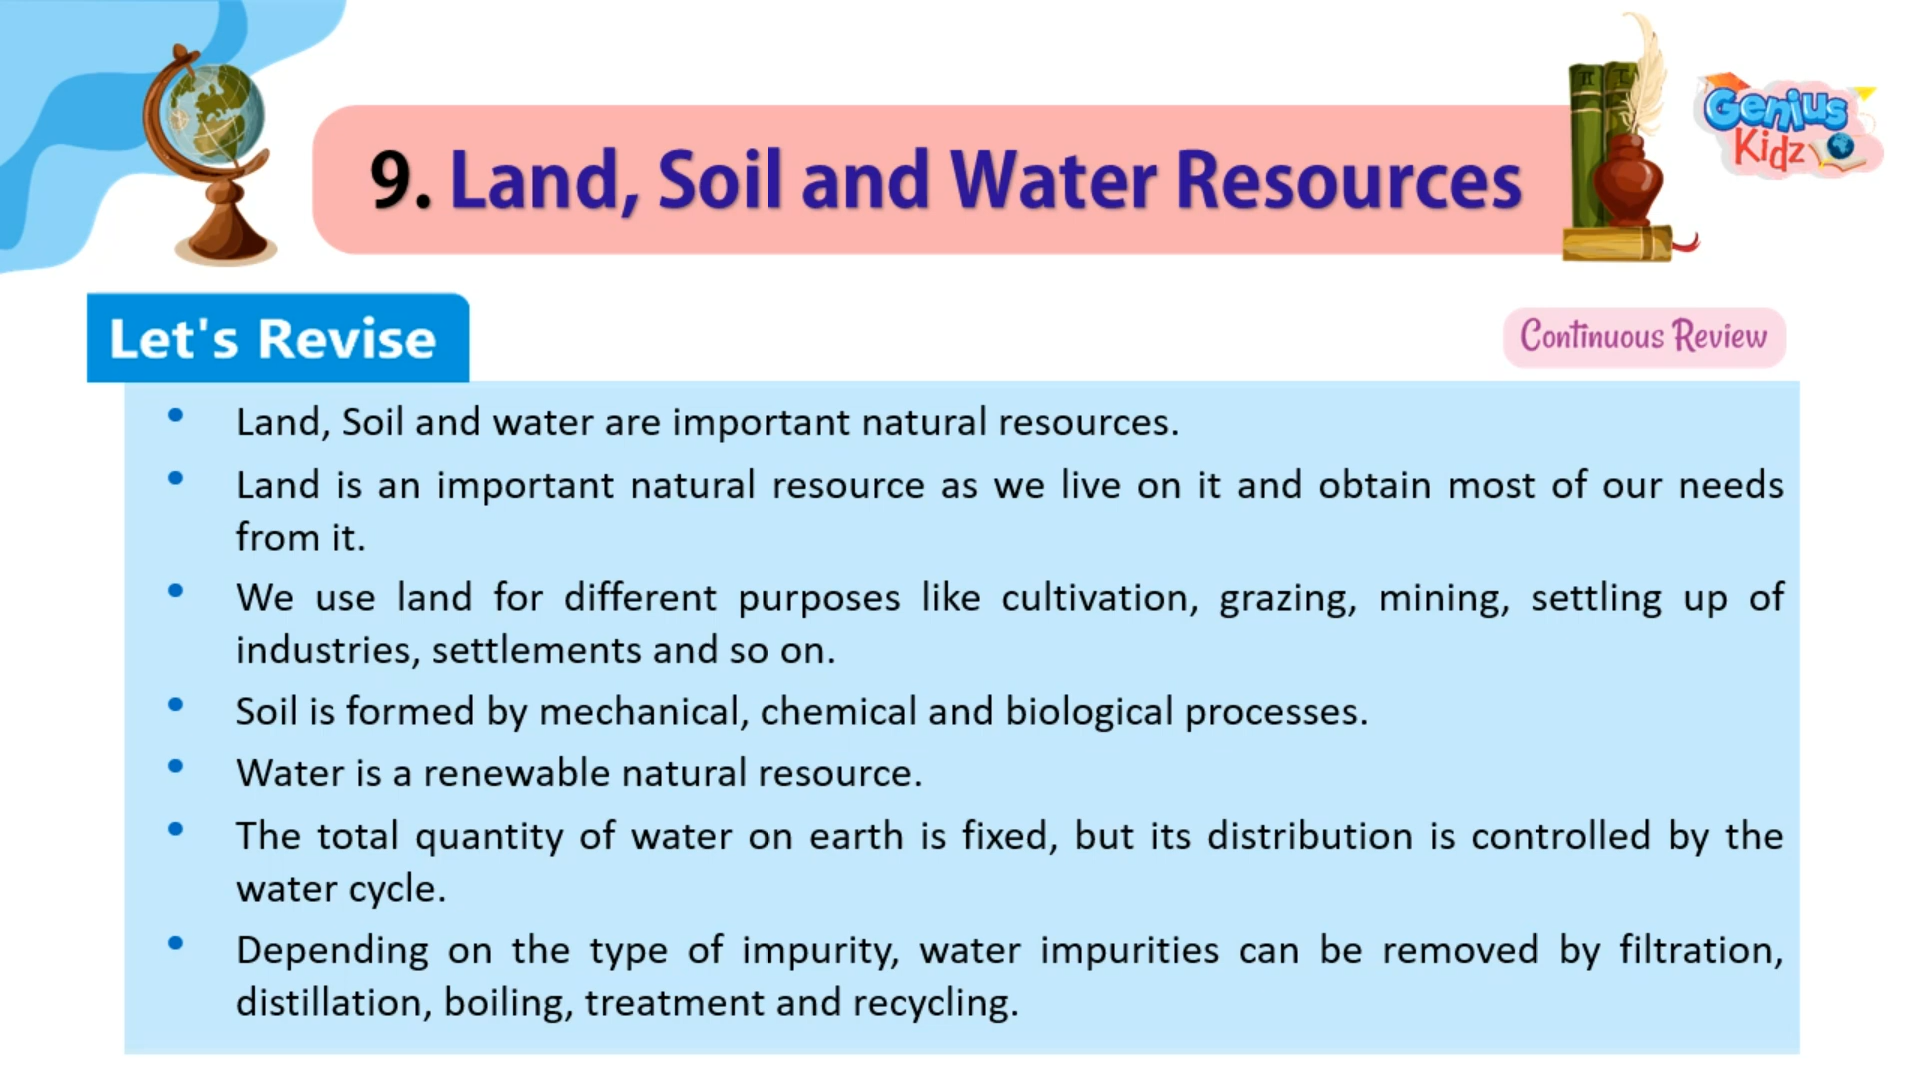 9. Land, Soil and Water Resources
Genius
Kidz
Let's Revise
Continuous Review
• Land, Soil and water are important natural resources.
• Land is an important natural resource as we live on it and obtain most of our needs
from it.
• We use land for different purposes like cultivation, grazing, mining, settling up of
industries, settlements and so on.
• Soil is formed by mechanical, chemical and biological processes.
• Water is a renewable natural resource.
• The total quantity of water on earth is fixed, but its distribution is controlled by the
water cycle.
• Depending on the type of impurity, water impurities can be removed by filtration,
distillation, boiling, treatment and recycling.